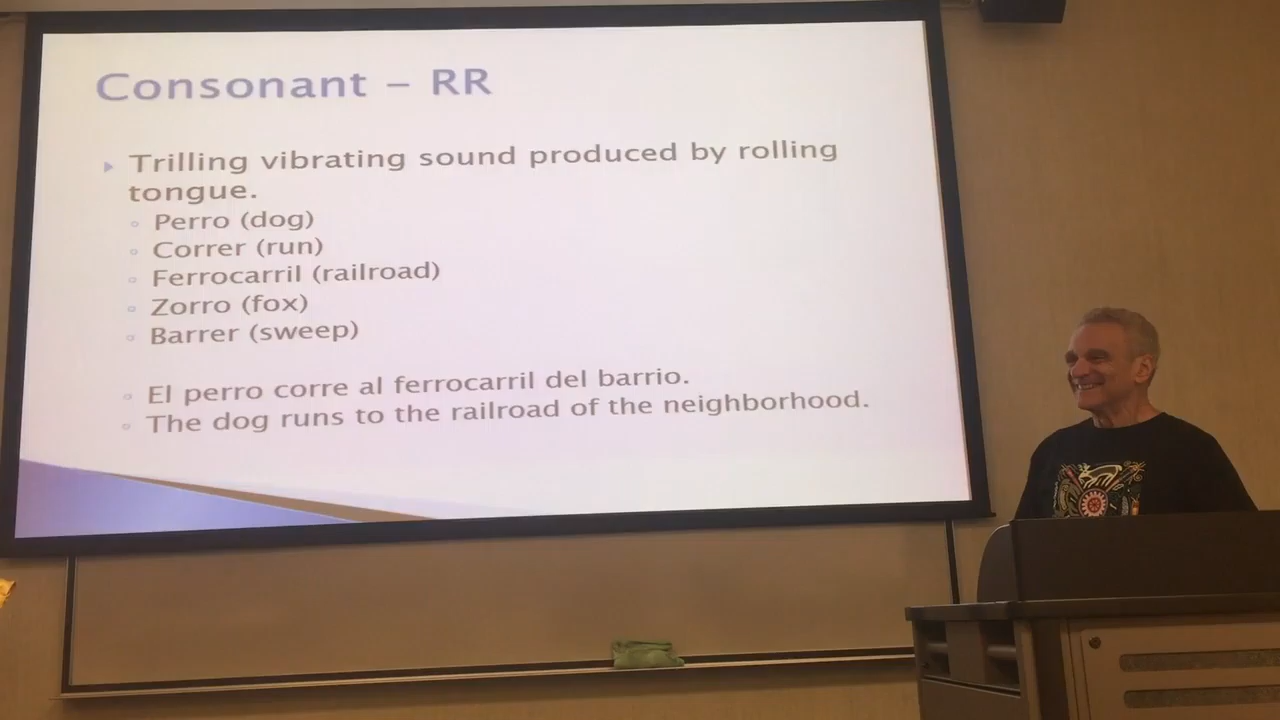 Consonant – RR
Trilling vibrating sound produced by rolling
tongue.
Perro (dog)
Correr (run)
Ferrocarril (railroad)
Zorro (fox)
Barrer (sweep)
El perro corre al ferrocarril del barrio.
The dog runs to the railroad of the neighborhood.